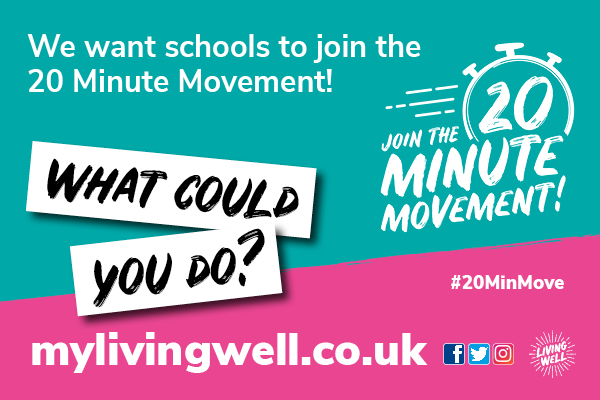 We want schools to join the
20 Minute Movement!
20
JOIN THE
MINUTE
MOVEMENT!
WHAT COULD
YOU DO?
#20MinMove
mylivingwell.co.uk
LIVING
WELL